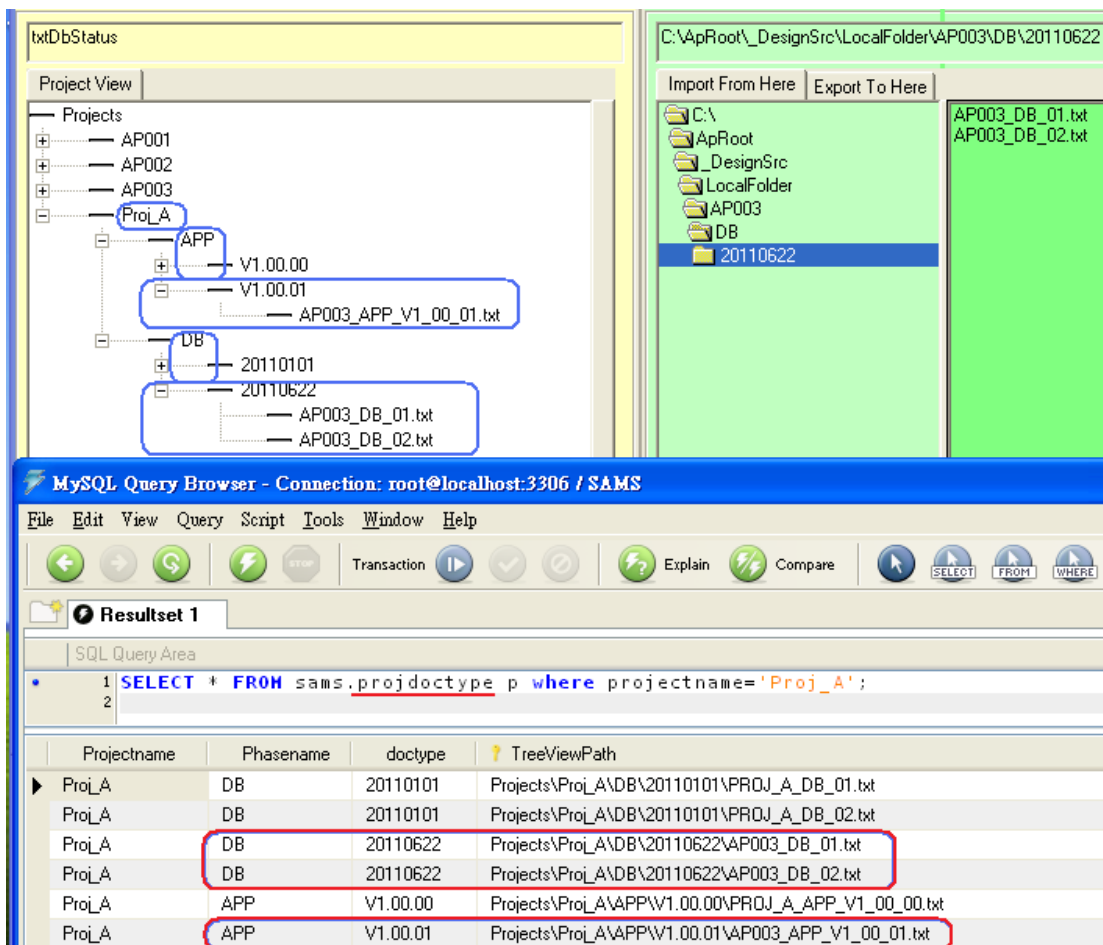 txtDbStatus
Project View
Projects
AP001
AP002
AP003
Proj_A
APP
V1.00.00
V1.00.01
AP003_APP_V1_00_01.txt
DB
20110101
20110622
AP003_DB_01.txt
AP003_DB_02.txt
C:\ApRoot\_DesignSrc\LocalFolder\AP003\DB\20110622
Import From Here Export To Here
C:\
ApRoot
_DesignSrc
LocalFolder
AP003
DB
20110622
AP003_DB_01.txt
AP003_DB_02.txt
MySQL Query Browser - Connection: root@localhost:3306 / SAMS
File Edit View Query Script Tools Window Help
STOP Transaction Explain Compare SELECT FROM WHERE
Resultset 1
SQL Query Area
1 SELECT * FROM sams.projdoctype p where projectname='Proj_A';
2
Projectname Phasename doctype TreeViewPath
Proj_A DB 20110101 Projects\Proj_A\DB\20110101\PROJ_A_DB_01.txt
Proj_A DB 20110101 Projects\Proj_A\DB\20110101\PROJ_A_DB_02.txt
Proj_A DB 20110622 Projects\Proj_A\DB\20110622\AP003_DB_01.txt
Proj_A DB 20110622 Projects\Proj_A\DB\20110622\AP003_DB_02.txt
Proj_A APP V1.00.00 Projects\Proj_A\APP\V1.00.00\PROJ_A_APP_V1_00_00.txt
Proj_A APP V1.00.01 Projects\Proj_A\APP\V1.00.01\AP003_APP_V1_00_01.txt